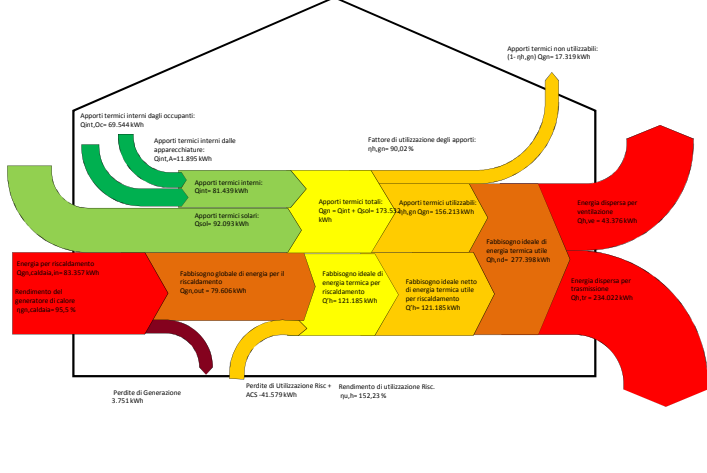 Apporti termici non utilizzabili:
(1- ηh,gn) Qgn= 17.319 kWh
Apporti termici interni dagli occupanti:
Qint,Oc= 69.544 kWh
Apporti termici interni dalle
apparecchiature:
Qint,A=11.895 kWh
Fattore di utilizzazione degli apporti:
ηh,gn= 90,02 %
Apporti termici interni:
Qint= 81.439 kWh
Apporti termici solari:
Qsol= 92.093 kWh
Apporti termici totali:
Qgn = Qint + Qsol= 173.532
kWh
Apporti termici utilizzabili:
ηh,gn Qgn= 156.213 kWh
Energia dispersa per
ventilazione
Qh,ve = 43.376 kWh
Fabbisogno ideale di
energia termica utile
Qh,nd= 277.398 kWh
Energia per riscaldamento
Qgn,caldaia,in= 83.357 kWh
Rendimento del
generatore di calore
ηgn,caldaia= 95,5 %
Fabbisogno globale di energia per il
riscaldamento
Qgn,out = 79.606 kWh
Fabbisogno ideale di
energia termica per
riscaldamento
Q'h= 121.185 kWh
Fabbisogno ideale netto
di energia termica utile
per riscaldamento
Q'h= 121.185 kWh
Energia dispersa per
trasmissione
Qh,tr = 234.022 kWh
Perdite di Generazione
3.751 kWh
Perdite di Utilizzazione Risc +
ACS -41.579 kWh
Rendimento di utilizzazione Risc.
ηu,h= 152,23 %